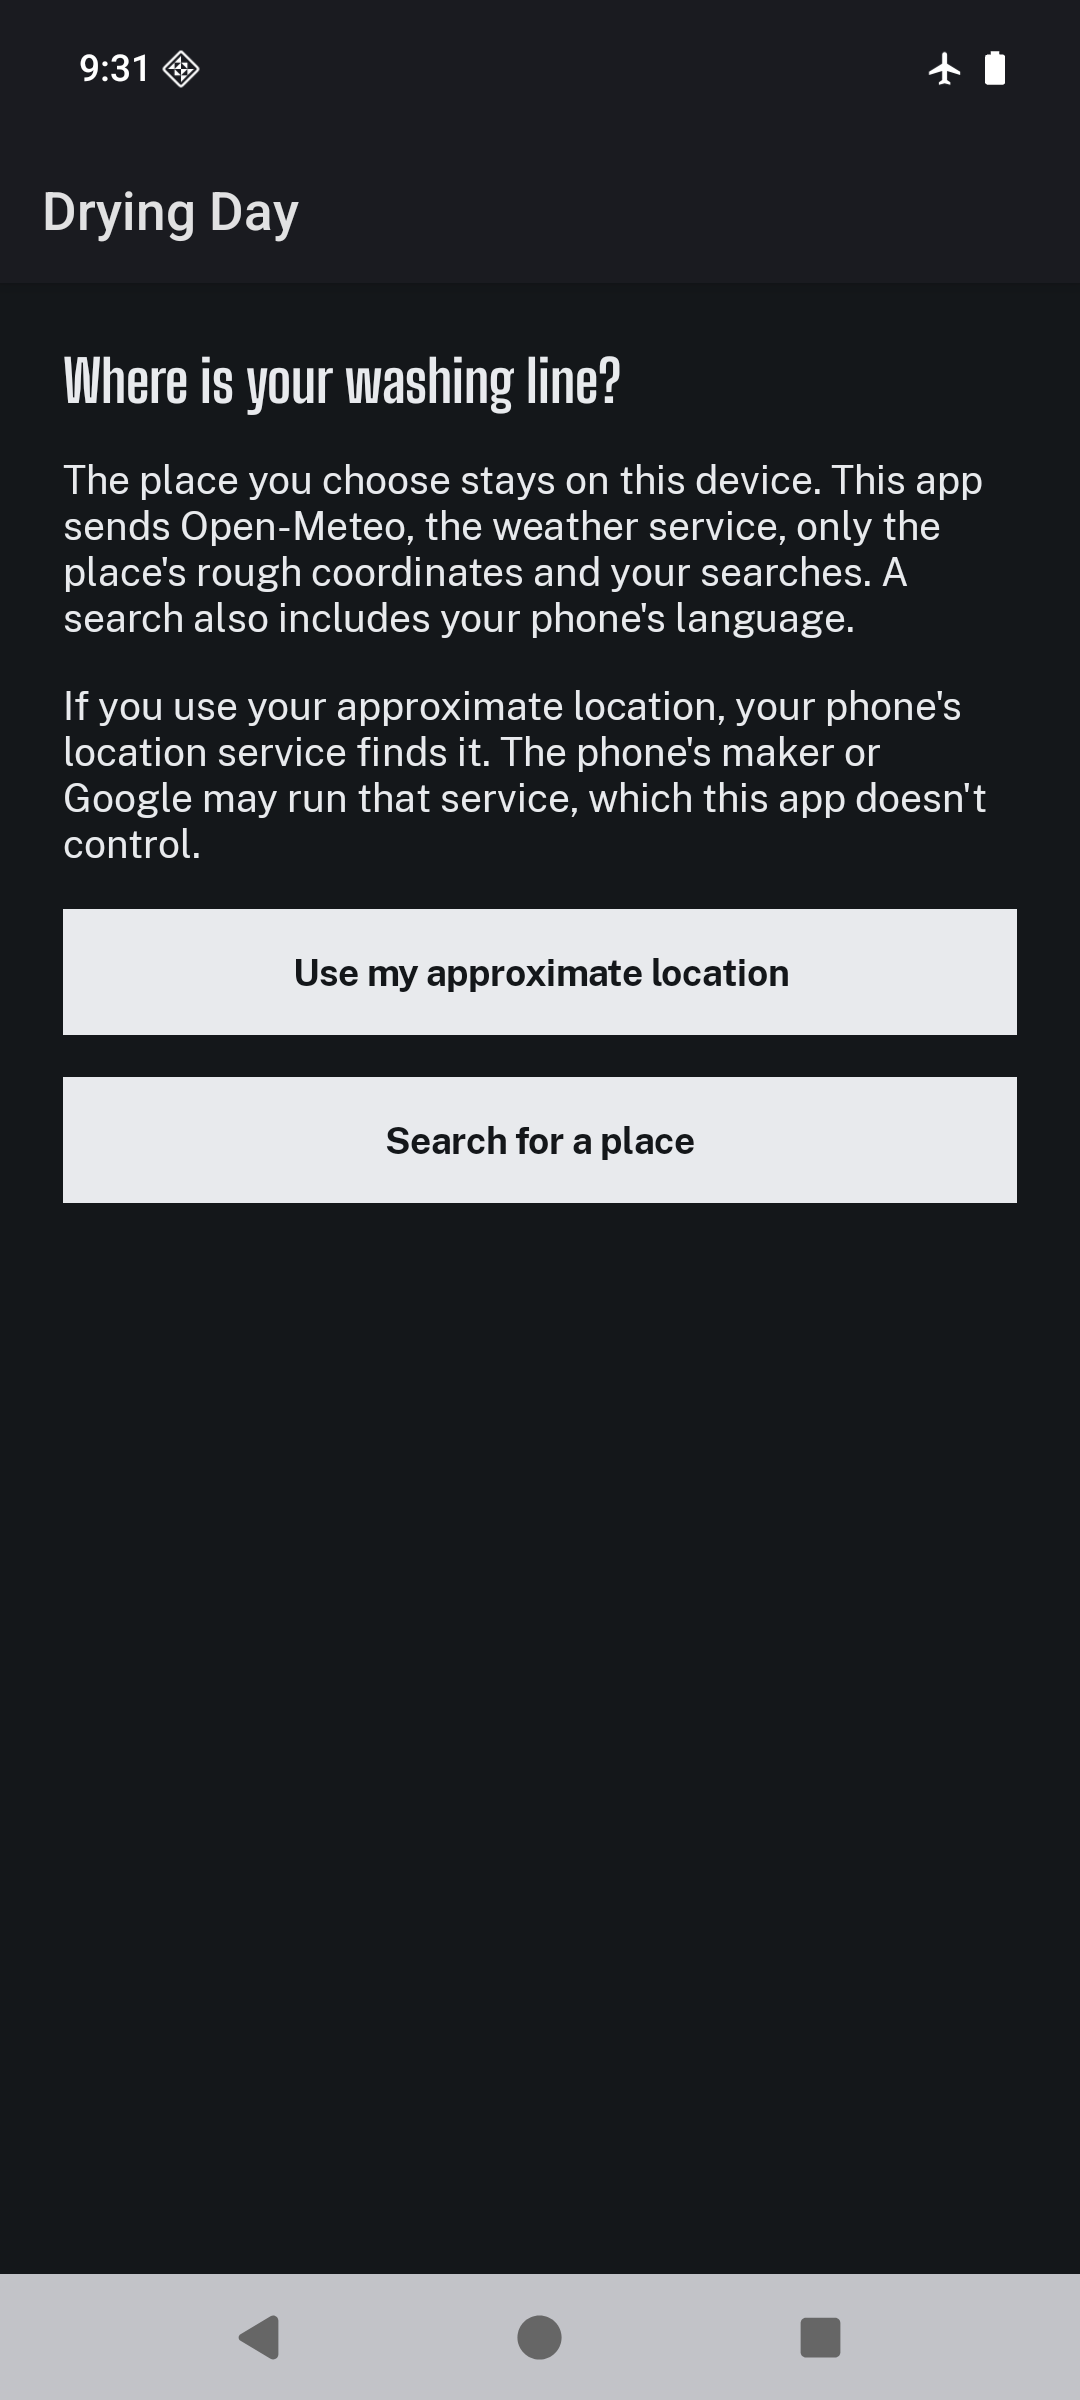 9:31
Drying Day
Where is your washing line?
The place you choose stays on this device. This app
sends Open-Meteo, the weather service, only the
place's rough coordinates and your searches. A
search also includes your phone's language.
If you use your approximate location, your phone's
location service finds it. The phone's maker or
Google may run that service, which this app doesn't
control.
Use my approximate location
Search for a place